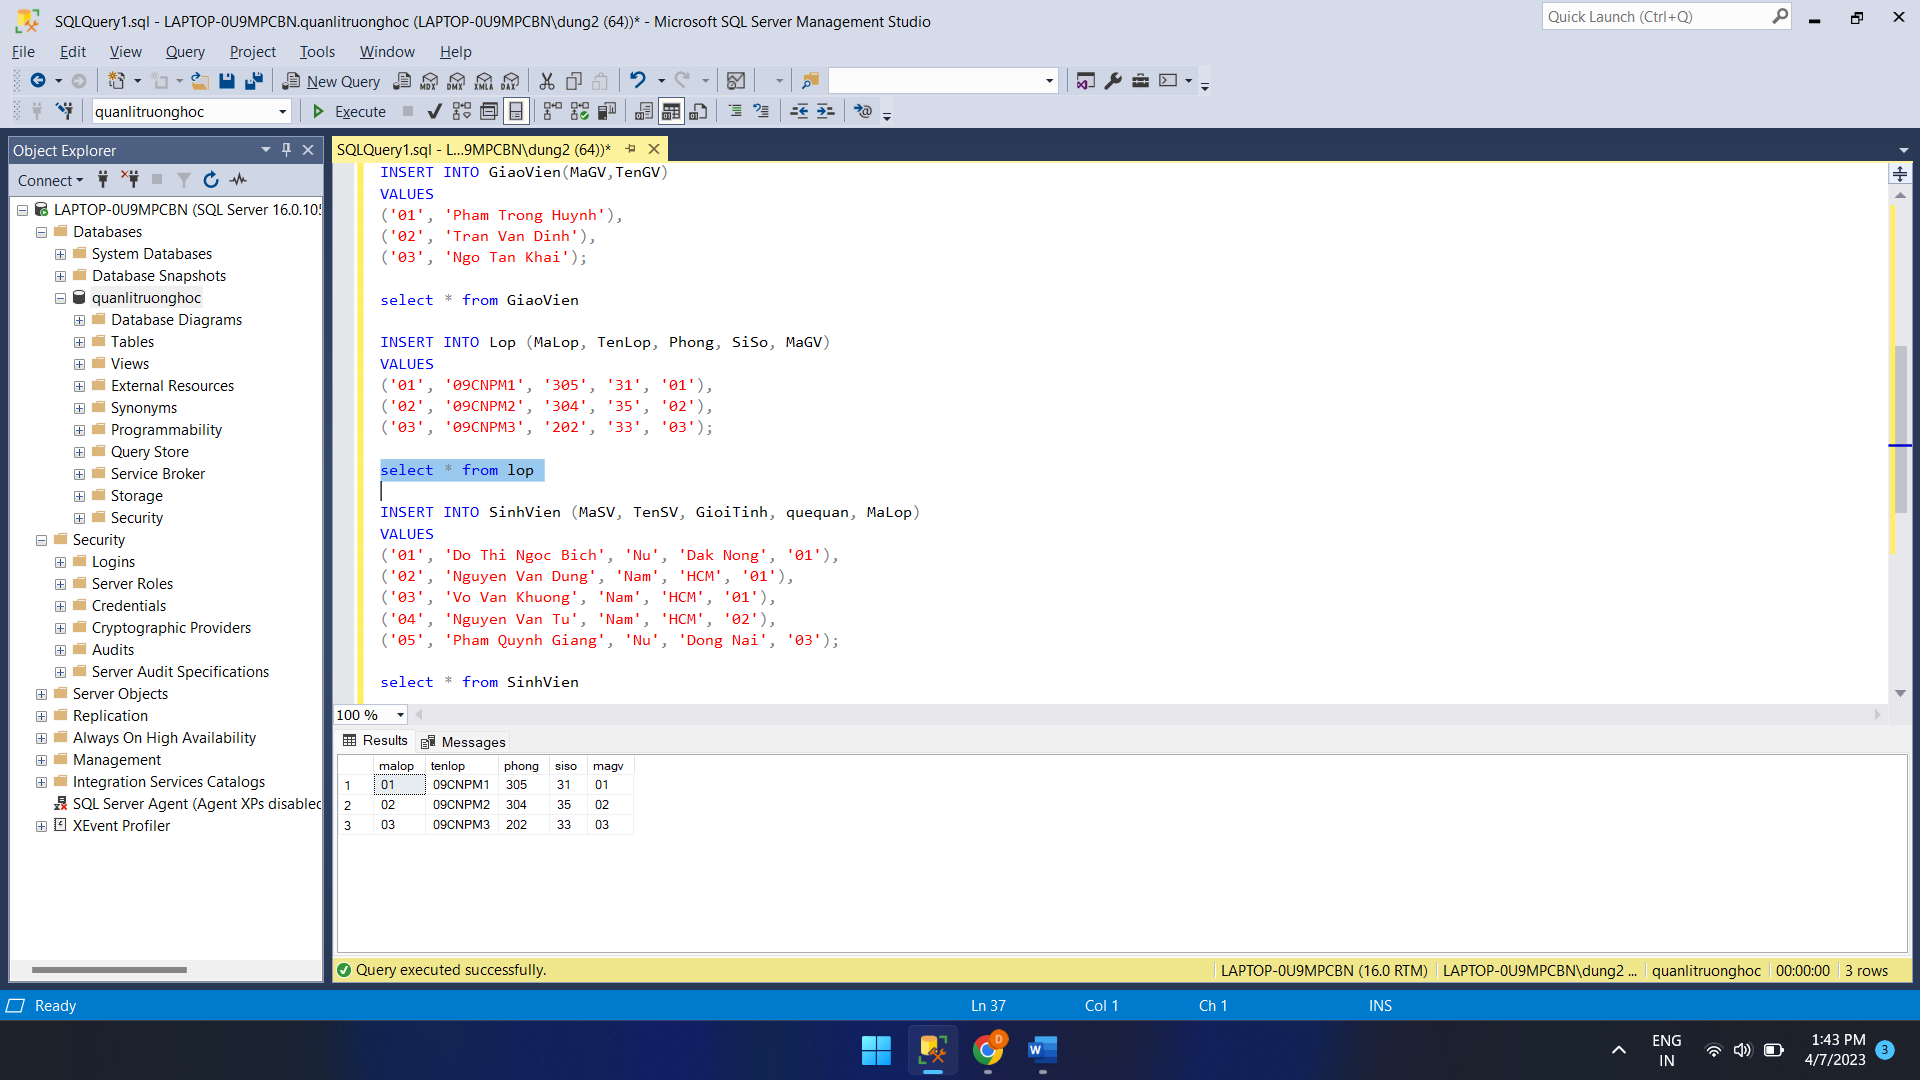 SQLQuery1.sql - LAPTOP-0U9MPCBN.quanlitruonghoc (LAPTOP-0U9MPCBN\dung2 (64))* - Microsoft SQL Server Management Studio
Quick Launch (Ctrl+Q)
File Edit View Query Project Tools Window Help
New Query MDX DMX XMLA DAX
quanlitruonghoc Execute
Object Explorer
Connect
LAPTOP-0U9MPCBN (SQL Server 16.0.105
Databases
System Databases
Database Snapshots
quanlitruonghoc
Database Diagrams
Tables
Views
External Resources
Synonyms
Programmability
Query Store
Service Broker
Storage
Security
Security
Logins
Server Roles
Credentials
Cryptographic Providers
Audits
Server Audit Specifications
Server Objects
Replication
Always On High Availability
Management
Integration Services Catalogs
SQL Server Agent (Agent XPs disabled
XEvent Profiler
SQLQuery1.sql - L...9MPCBN\dung2 (64))*
INSERT INTO GiaoVien(MaGV,TenGV)
VALUES
('01', 'Pham Trong Huynh'),
('02', 'Tran Van Dinh'),
('03', 'Ngo Tan Khai');
select * from GiaoVien
INSERT INTO Lop (MaLop, TenLop, Phong, SiSo, MaGV)
VALUES
('01', '09CNPM1', '305', '31', '01'),
('02', '09CNPM2', '304', '35', '02'),
('03', '09CNPM3', '202', '33', '03');
select * from lop
INSERT INTO SinhVien (MaSV, TenSV, GioiTinh, quequan, MaLop)
VALUES
('01', 'Do Thi Ngoc Bich', 'Nu', 'Dak Nong', '01'),
('02', 'Nguyen Van Dung', 'Nam', 'HCM', '01'),
('03', 'Vo Van Khuong', 'Nam', 'HCM', '01'),
('04', 'Nguyen Van Tu', 'Nam', 'HCM', '02'),
('05', 'Pham Quynh Giang', 'Nu', 'Dong Nai', '03');
select * from SinhVien
100 %
Results Messages
malop tenlop phong siso magv
1 01 09CNPM1 305 31 01
2 02 09CNPM2 304 35 02
3 03 09CNPM3 202 33 03
Query executed successfully.
LAPTOP-0U9MPCBN (16.0 RTM) LAPTOP-0U9MPCBN\dung2 ... quanlitruonghoc 00:00:00 3 rows
Ready Ln 37 Col 1 Ch 1 INS
D
W
ENG
IN
1:43 PM
4/7/2023
3